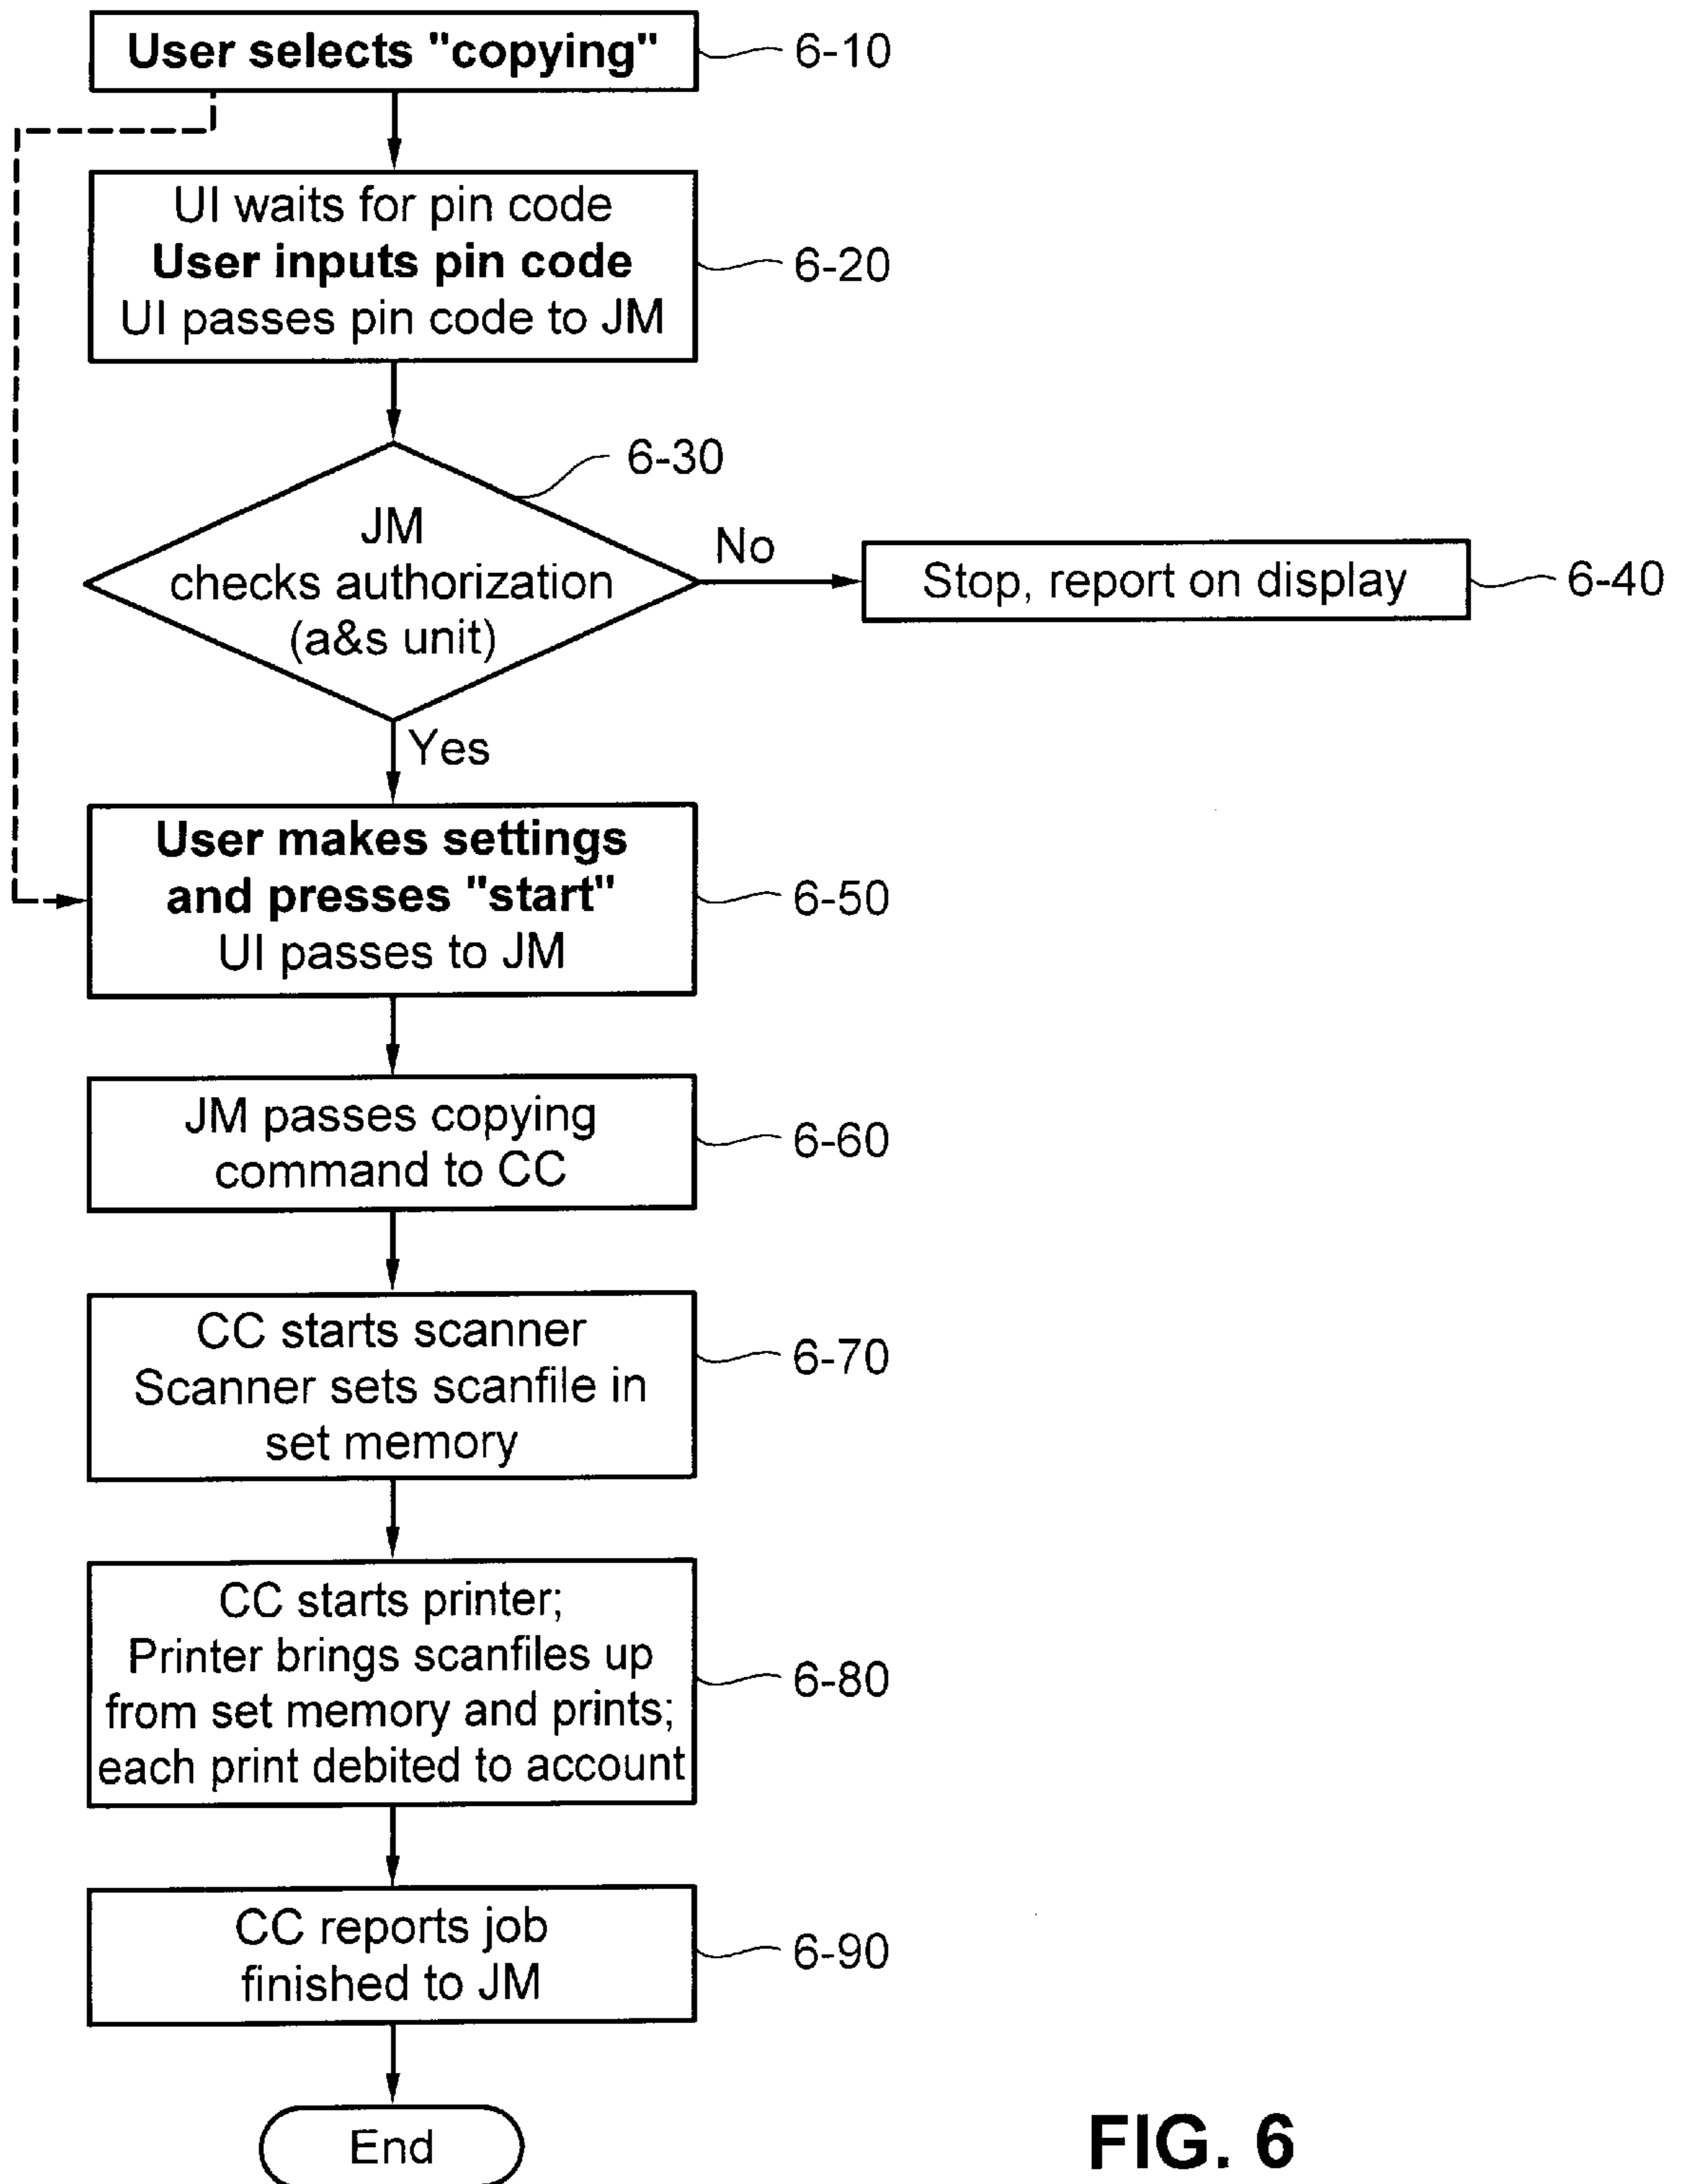 User selects "copying"
6-10
UI waits for pin code
User inputs pin code
UI passes pin code to JM
6-20
6-30
JM
checks authorization
(a&s unit)
No
Stop, report on display
6-40
Yes
User makes settings
and presses "start"
UI passes to JM
6-50
JM passes copying
command to CC
6-60
CC starts scanner
Scanner sets scanfile in
set memory
6-70
CC starts printer;
Printer brings scanfiles up
from set memory and prints;
each print debited to account
6-80
CC reports job
finished to JM
6-90
End
FIG. 6